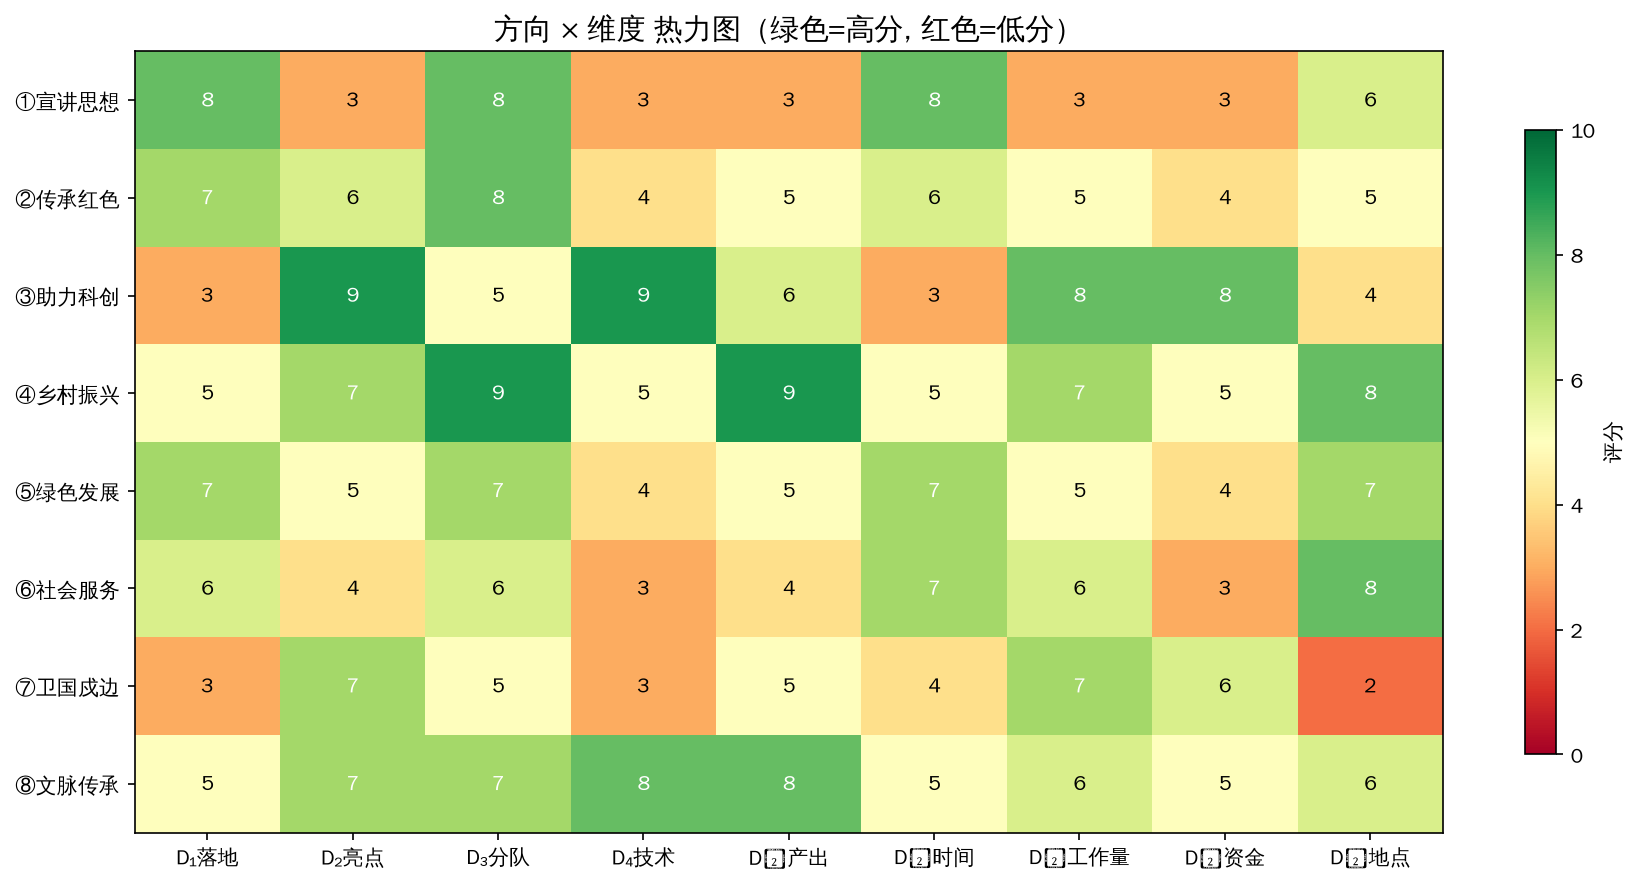 方向 × 维度 热力图（绿色=高分, 红色=低分）
①宣讲思想 8 3 8 3 3 8 3 3 6
②传承红色 7 6 8 4 5 6 5 4 5
③助力科创 3 9 5 9 6 3 8 8 4
④乡村振兴 5 7 9 5 9 5 7 5 8
⑤绿色发展 7 5 7 4 5 7 5 4 7
⑥社会服务 6 4 6 3 4 7 6 3 8
⑦卫国戍边 3 7 5 3 5 4 7 6 2
⑧文脉传承 5 7 7 8 8 5 6 5 6
D₁落地 D₂亮点 D₃分队 D₄技术 D产出 D时间 D工作量 D资金 D地点
10
8
6
4
2
0
评分